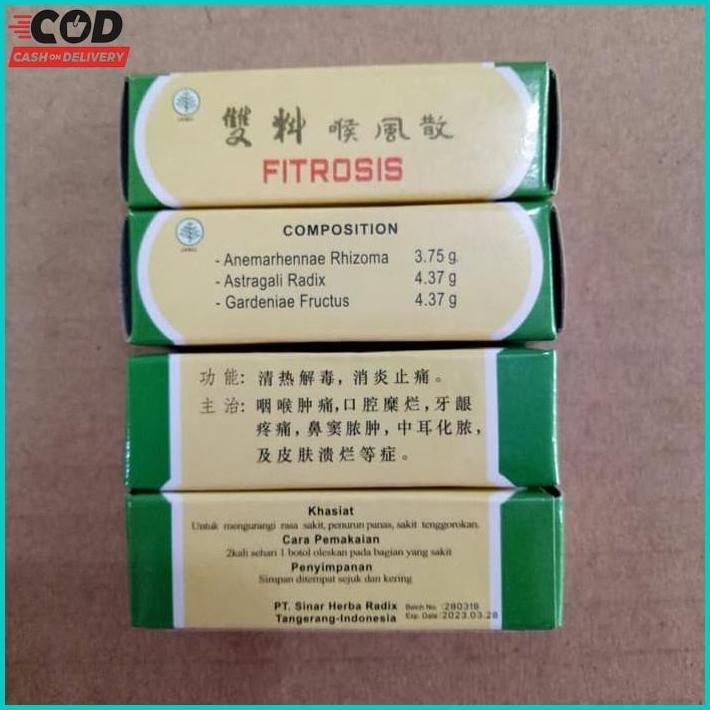 COD
CASH ON DELIVERY
JAMU
雙料喉風散
FITROSIS
JAMU
COMPOSITION
- Anemarhennae Rhizoma 3.75 g
- Astragali Radix 4.37 g
- Gardeniae Fructus 4.37 g
功能: 清热解毒，消炎止痛。
主治: 咽喉肿痛,口腔糜烂,牙龈
疼痛,鼻窦脓肿,中耳化脓,
及皮肤溃烂等症。
Khasiat
Untuk mengurangi rasa sakit, penurun panas, sakit tenggorokan.
Cara Pemakaian
2kali sehari 1 botol oleskan pada bagian yang sakit
Penyimpanan
Simpan ditempat sejuk dan kering
PT. Sinar Herba Radix Batch No. :280318
Tangerang-Indonesia Exp. Date :2023.03.28